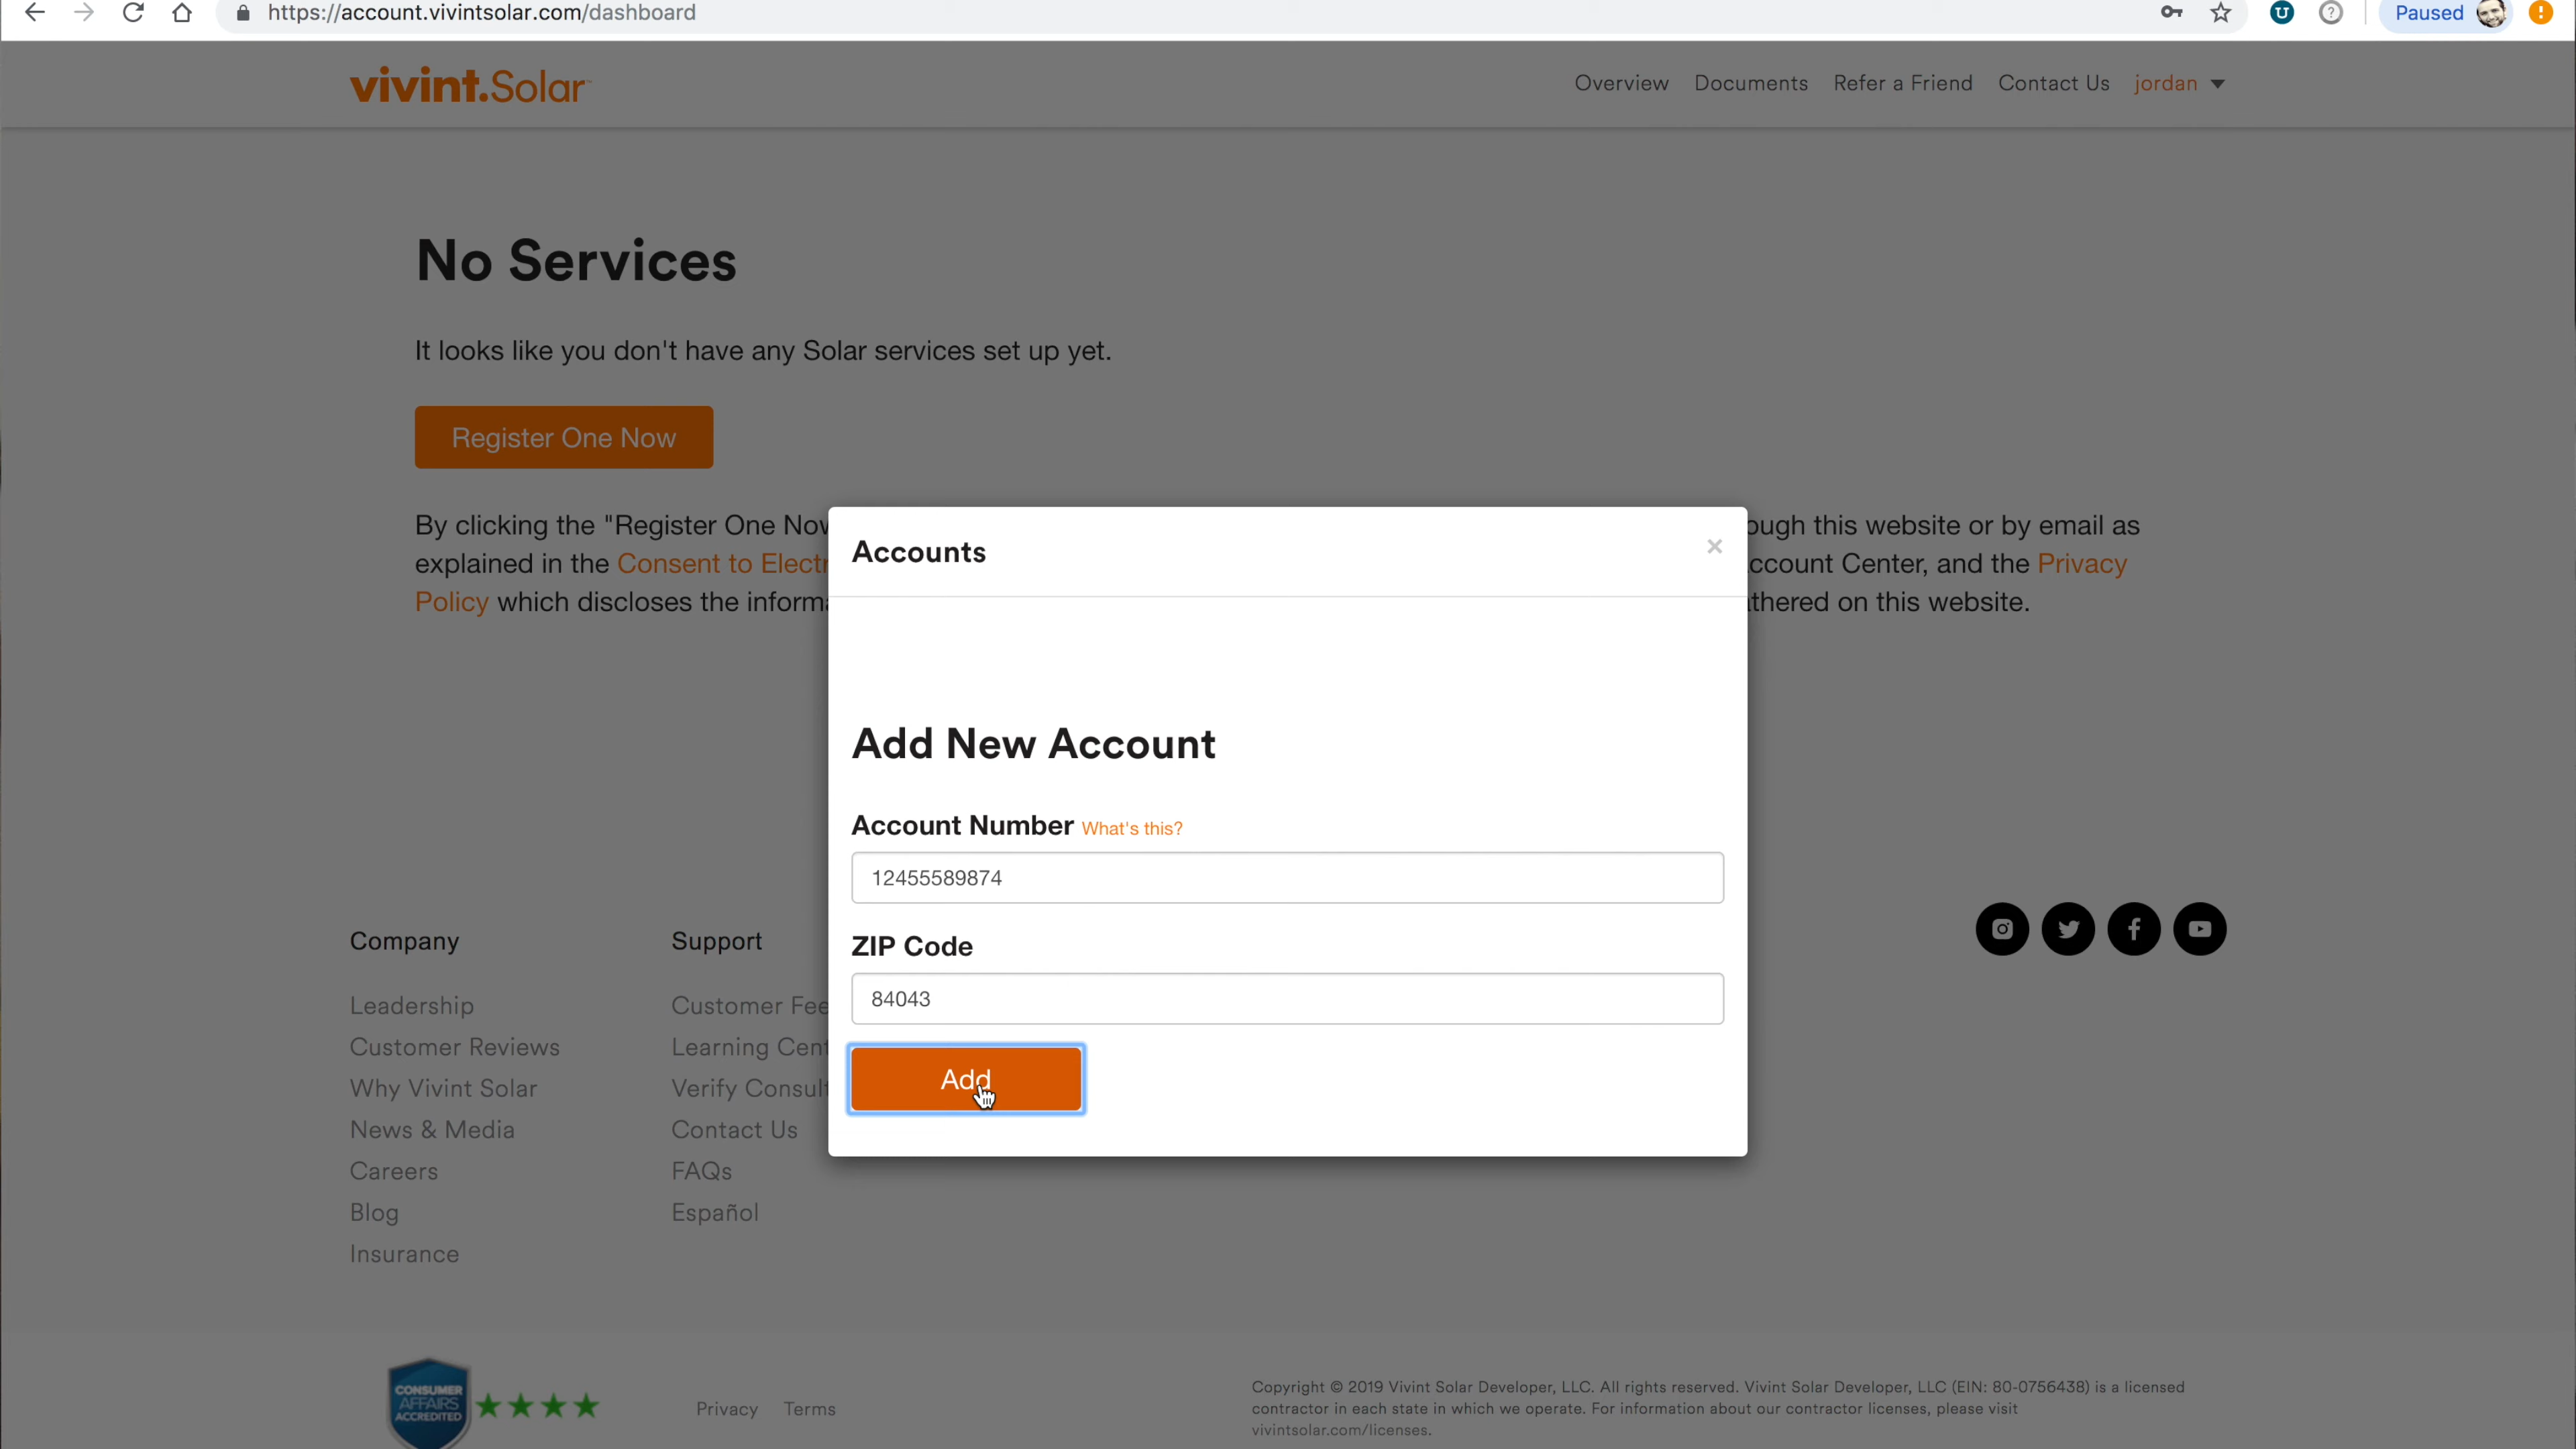 https://account.vivintsolar.com/dashboard
Paused
vivint.Solar
Overview Documents Refer a Friend Contact Us jordan
No Services
It looks like you don't have any Solar services set up yet.
Register One Now
By clicking the "Register One Now
ough this website or by email as
explained in the Consent to Electr
ccount Center, and the Privacy
Policy which discloses the informa
thered on this website.
Accounts
×
Add New Account
Account Number What's this?
12455589874
ZIP Code
84043
Add
Company
Leadership
Customer Reviews
Why Vivint Solar
News & Media
Careers
Blog
Insurance
Support
Customer Fee
Learning Cent
Verify Consult
Contact Us
FAQs
Español
CONSUMER
AFFAIRS
ACCREDITED
Privacy Terms
Copyright © 2019 Vivint Solar Developer, LLC. All rights reserved. Vivint Solar Developer, LLC (EIN: 80-0756438) is a licensed
contractor in each state in which we operate. For information about our contractor licenses, please visit
vivintsolar.com/licenses.